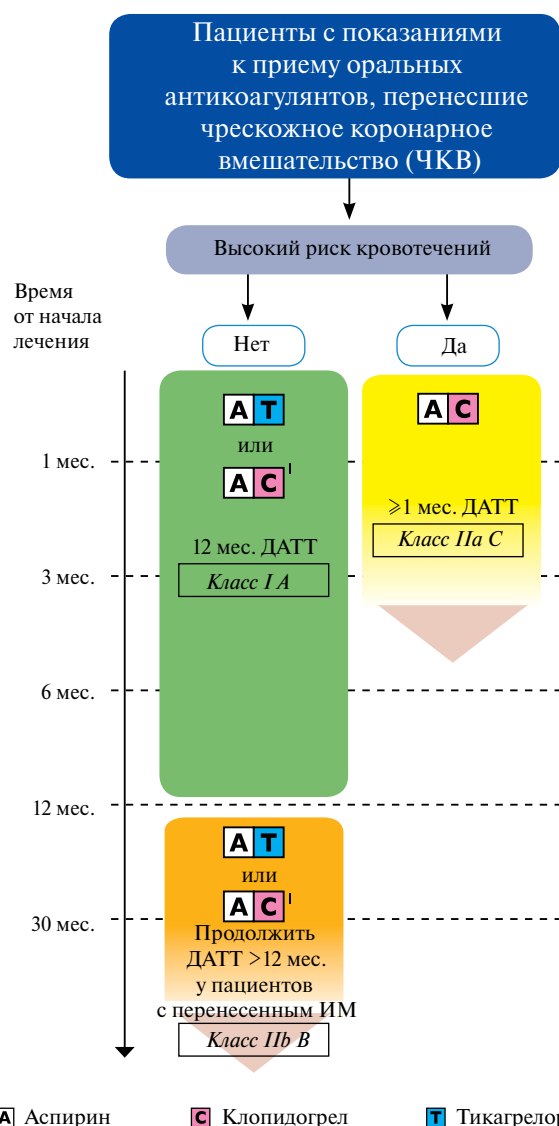 Пациенты с показаниями
к приему оральных
антикоагулянтов, перенесшие
чрескожное коронарное
вмешательство (ЧКВ)
Высокий риск кровотечений
Время
от начала
лечения
Нет
Да
A T
или
A C I
12 мес. ДАТТ
Класс I A
A C
⩾1 мес. ДАТТ
Класс IIa C
1 мес.
3 мес.
6 мес.
12 мес.
30 мес.
A T
или
A C I
Продолжить
ДАТТ >12 мес.
у пациентов
с перенесенным ИМ
Класс IIb B
A Аспирин C Клопидогрел T Тикагрелор